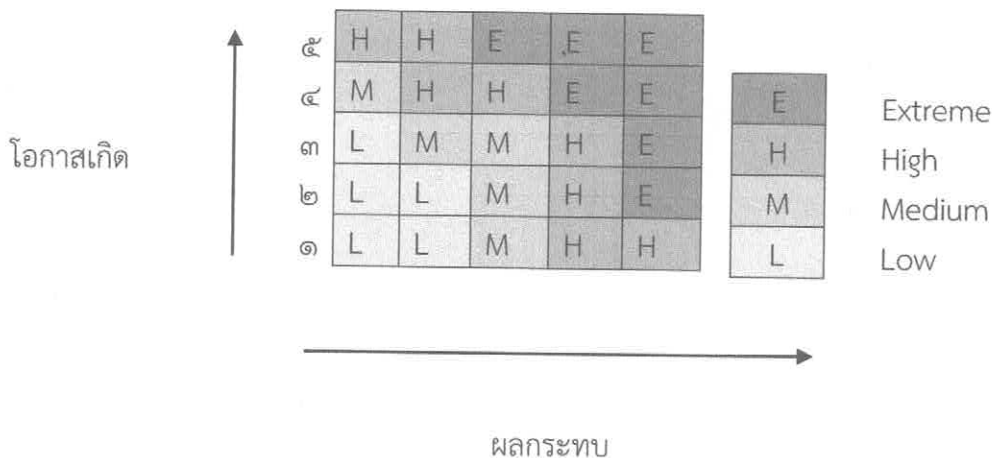 ๕ H H E E E
๔ M H H E E
โอกาสเกิด
๓ L M M H E
๒ L L M H E
๑ L L M H H
E Extreme
H High
M Medium
L Low
ผลกระทบ